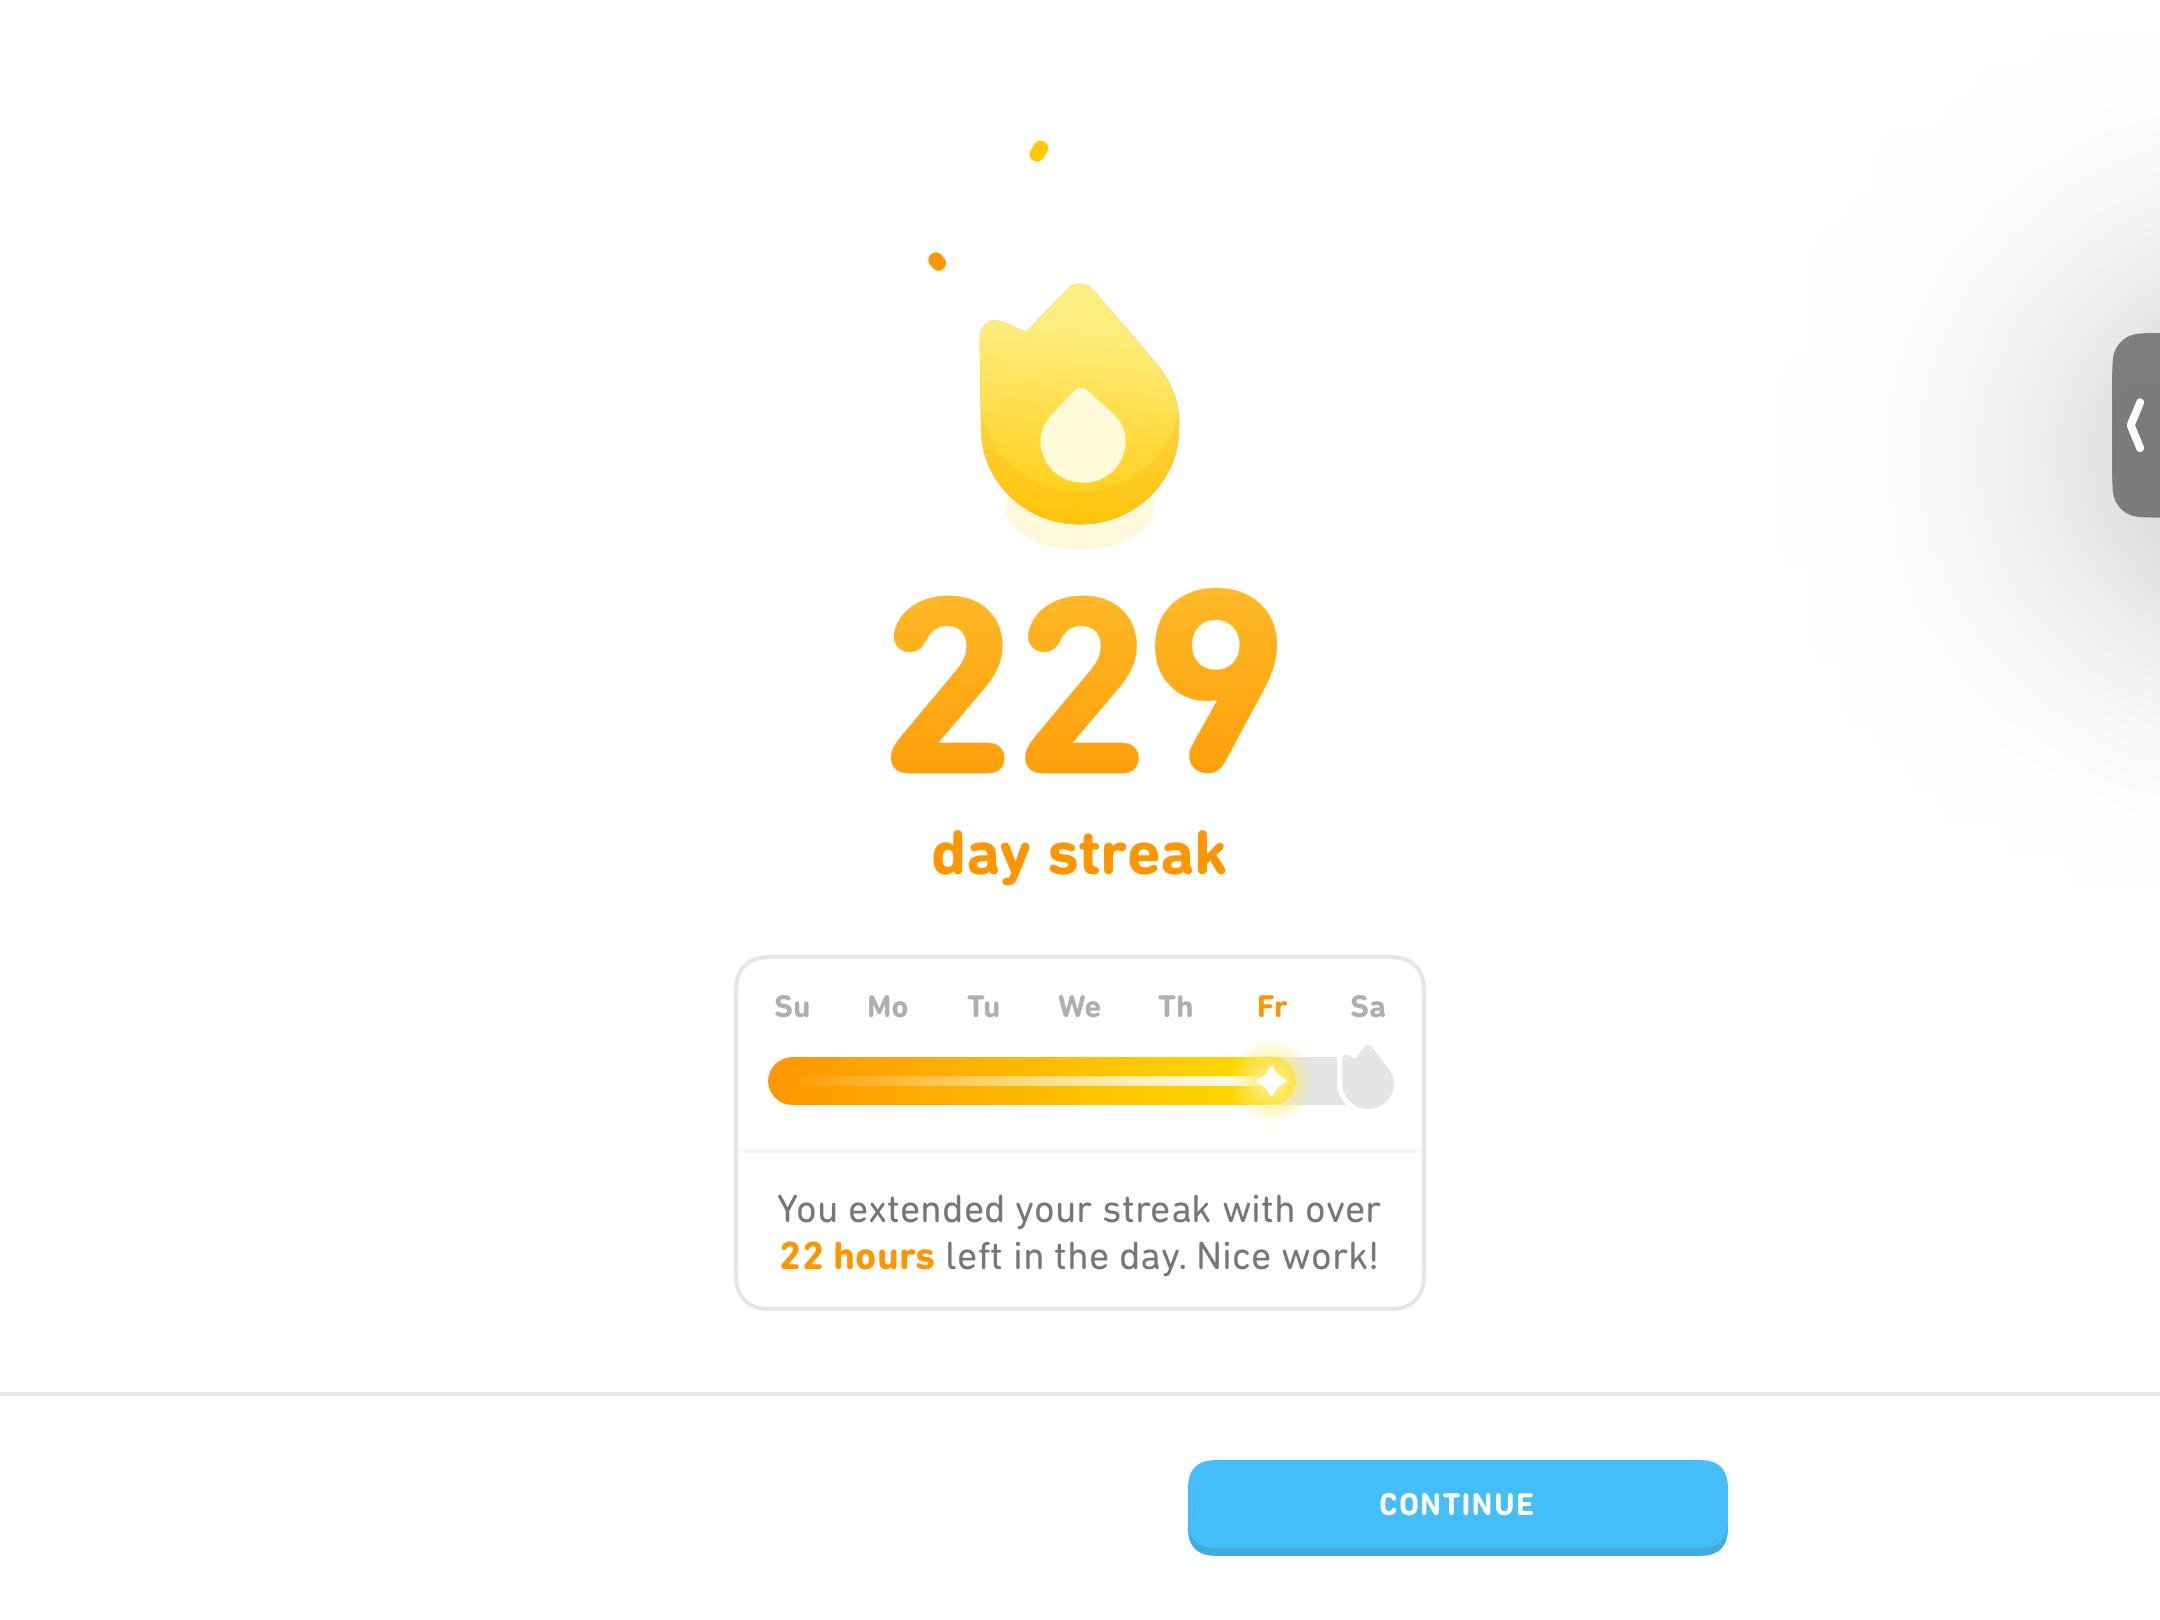 229
day streak
Su Mo Tu We Th Fr Sa
You extended your streak with over
22 hours left in the day. Nice work!
CONTINUE